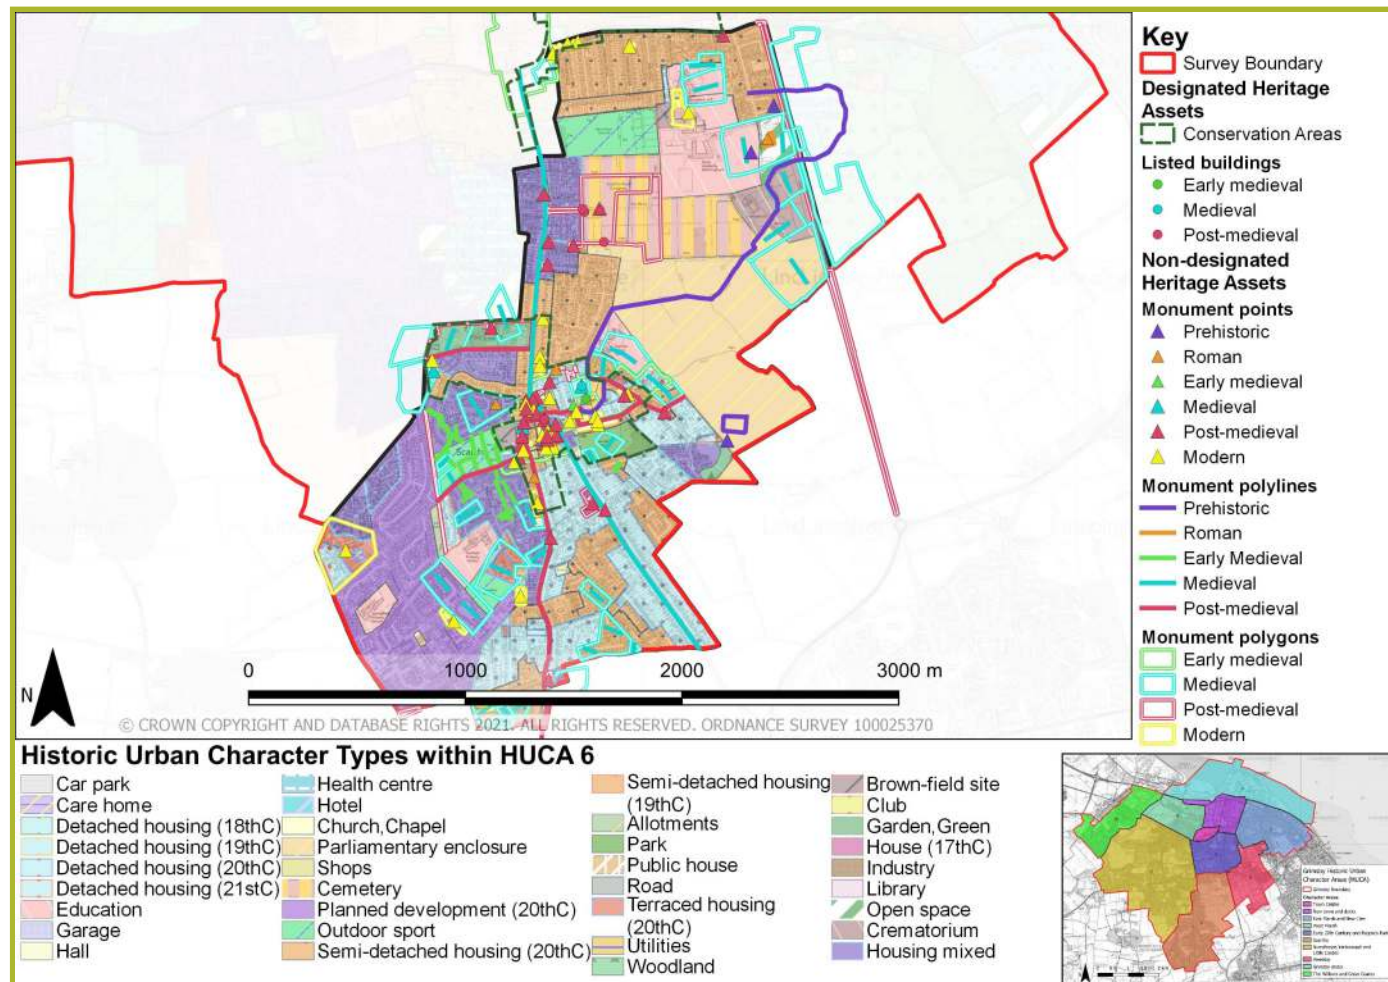 Key
Survey Boundary
Designated Heritage
Assets
Conservation Areas
Listed buildings
Early medieval
Medieval
Post-medieval
Non-designated
Heritage Assets
Monument points
Prehistoric
Roman
Early medieval
Medieval
Post-medieval
Modern
Monument polylines
Prehistoric
Roman
Early Medieval
Medieval
Post-medieval
Monument polygons
Early medieval
Medieval
Post-medieval
Modern
N
0 1000 2000 3000 m
© CROWN COPYRIGHT AND DATABASE RIGHTS 2021. ALL RIGHTS RESERVED. ORDNANCE SURVEY 100025370
Historic Urban Character Types within HUCA 6
Car park
Care home
Detached housing (18thC)
Detached housing (19thC)
Detached housing (20thC)
Detached housing (21stC)
Education
Garage
Hall
Health centre
Hotel
Church,Chapel
Parliamentary enclosure
Shops
Cemetery
Planned development (20thC)
Outdoor sport
Semi-detached housing (20thC)
Semi-detached housing
(19thC)
Allotments
Park
Public house
Road
Terraced housing
(20thC)
Utilities
Woodland
Brown-field site
Club
Garden,Green
House (17thC)
Industry
Library
Open space
Crematorium
Housing mixed
Grimsby Historic Urban
Character Areas (HUCA)